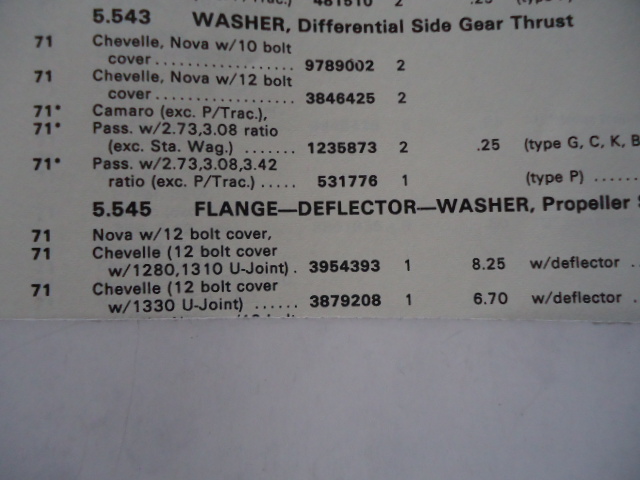 5.543 WASHER, Differential Side Gear Thrust
71 Chevelle, Nova w/10 bolt
cover.................. 9789002 2
71 Chevelle, Nova w/12 bolt
cover.................. 3846425 2
71* Camaro (exc. P/Trac.),
71* Pass. w/2.73,3.08 ratio
(exc. Sta. Wag.) ....... 1235873 2 .25 (type G, C, K, B
71* Pass. w/2.73,3.08,3.42
ratio (exc. P/Trac.) ..... 531776 1 (type P) ......
5.545 FLANGE—DEFLECTOR—WASHER, Propeller
71 Nova w/12 bolt cover,
71 Chevelle (12 bolt cover
w/1280,1310 U-Joint) . 3954393 1 8.25 w/deflector .
71 Chevelle (12 bolt cover
w/1330 U-Joint) ...... 3879208 1 6.70 w/deflector .